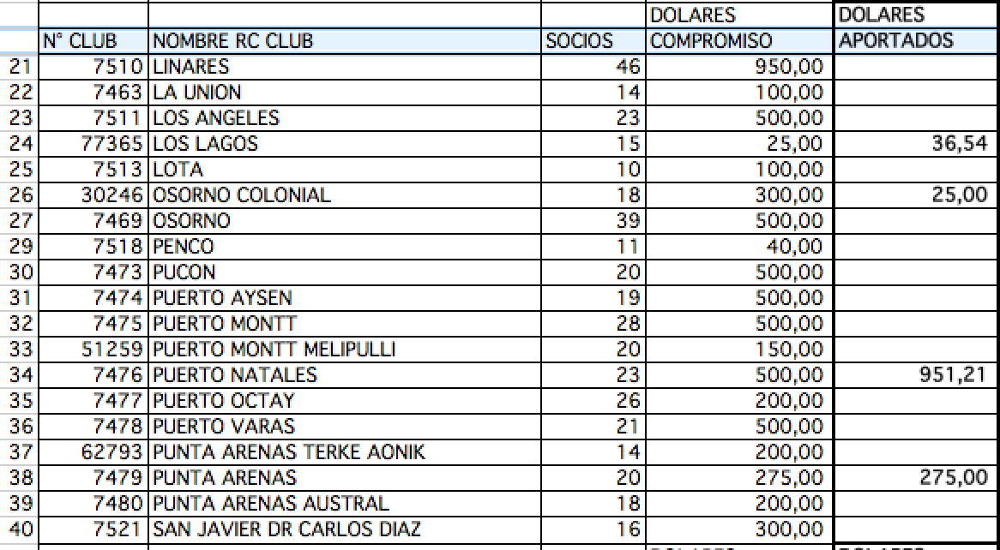 DOLARES DOLARES
N° CLUB NOMBRE RC CLUB SOCIOS COMPROMISO APORTADOS
21 7510 LINARES 46 950,00
22 7463 LA UNION 14 100,00
23 7511 LOS ANGELES 23 500,00
24 77365 LOS LAGOS 15 25,00 36,54
25 7513 LOTA 10 100,00
26 30246 OSORNO COLONIAL 18 300,00 25,00
27 7469 OSORNO 39 500,00
29 7518 PENCO 11 40,00
30 7473 PUCON 20 500,00
31 7474 PUERTO AYSEN 19 500,00
32 7475 PUERTO MONTT 28 500,00
33 51259 PUERTO MONTT MELIPULLI 20 150,00
34 7476 PUERTO NATALES 23 500,00 951,21
35 7477 PUERTO OCTAY 26 200,00
36 7478 PUERTO VARAS 21 500,00
37 62793 PUNTA ARENAS TERKE AONIK 14 200,00
38 7479 PUNTA ARENAS 20 275,00 275,00
39 7480 PUNTA ARENAS AUSTRAL 18 200,00
40 7521 SAN JAVIER DR CARLOS DIAZ 16 300,00